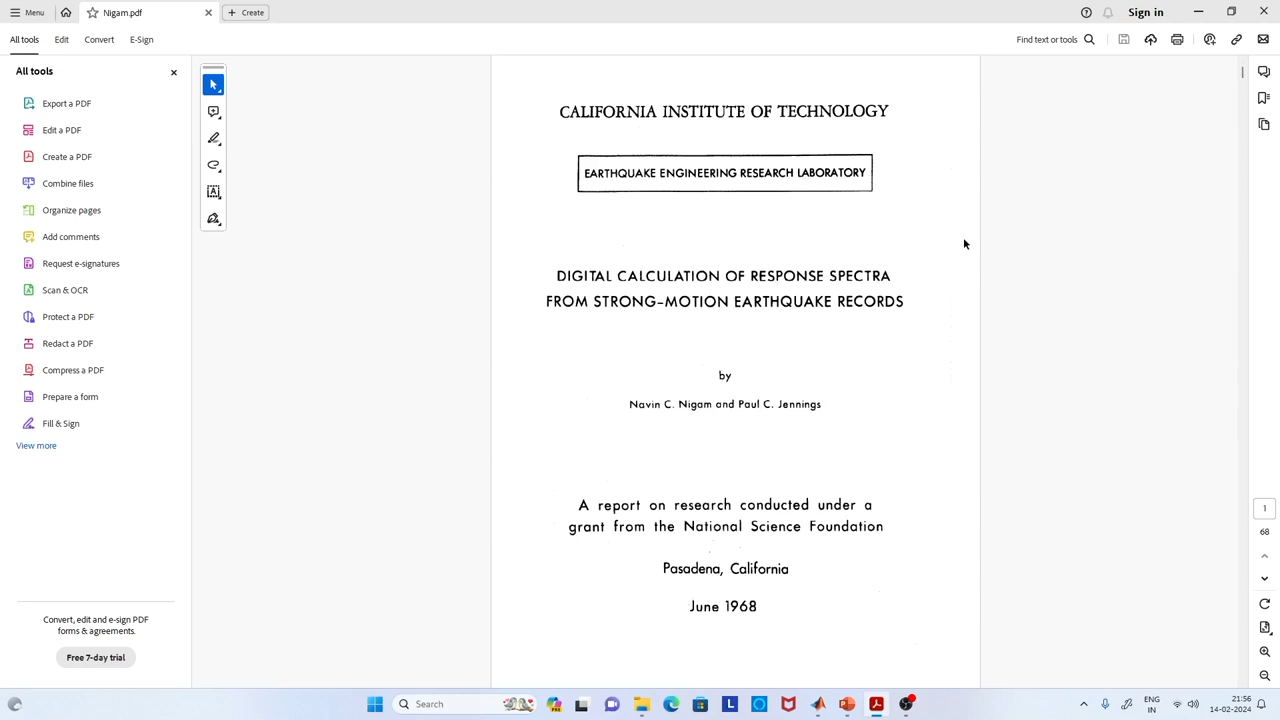 Menu
Nigam.pdf
Create
Sign in
All tools
Edit
Convert
E-Sign
Find text or tools
All tools
Export a PDF
Edit a PDF
Create a PDF
Combine files
Organize pages
Add comments
Request e-signatures
Scan & OCR
Protect a PDF
Redact a PDF
Compress a PDF
Prepare a form
Fill & Sign
View more
Convert, edit and e-sign PDF
forms & agreements.
Free 7-day trial
CALIFORNIA INSTITUTE OF TECHNOLOGY
EARTHQUAKE ENGINEERING RESEARCH LABORATORY
DIGITAL CALCULATION OF RESPONSE SPECTRA
FROM STRONG-MOTION EARTHQUAKE RECORDS
by
Navin C. Nigam and Paul C. Jennings
A report on research conducted under a
grant from the National Science Foundation
Pasadena, California
June 1968
1
68
Search
ENG
IN
21:56
14-02-2024